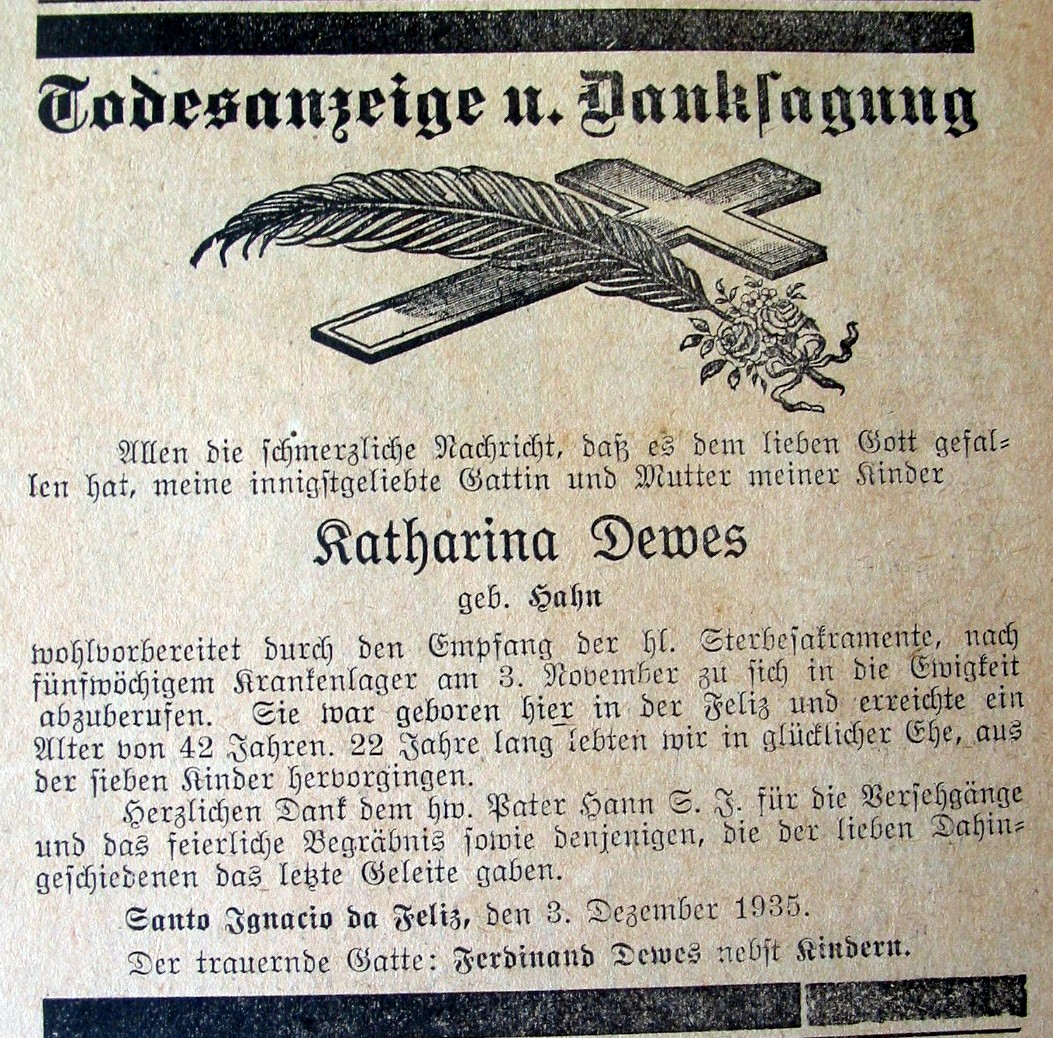 Todesanzeige u. Danksagung
Allen die schmerzliche Nachricht, daß es dem lieben Gott gefal-
len hat, meine innigstgeliebte Gattin und Mutter meiner Kinder
Katharina Dewes
geb. Hahn
wohlvorbereitet durch den Empfang der hl. Sterbesakramente, nach
fünfwöchigem Krankenlager am 3. November zu sich in die Ewigkeit
abzuberufen. Sie war geboren hier in der Feliz und erreichte ein
Alter von 42 Jahren. 22 Jahre lang lebten wir in glücklicher Ehe, aus
der sieben Kinder hervorgingen.
Herzlichen Dank dem hw. Pater Hann S. J. für die Versehgänge
und das feierliche Begräbnis sowie denjenigen, die der lieben Dahin-
geschiedenen das letzte Geleite gaben.
Santo Ignacio da Feliz, den 3. Dezember 1935.
Der trauernde Gatte: Ferdinand Dewes nebst Kindern.